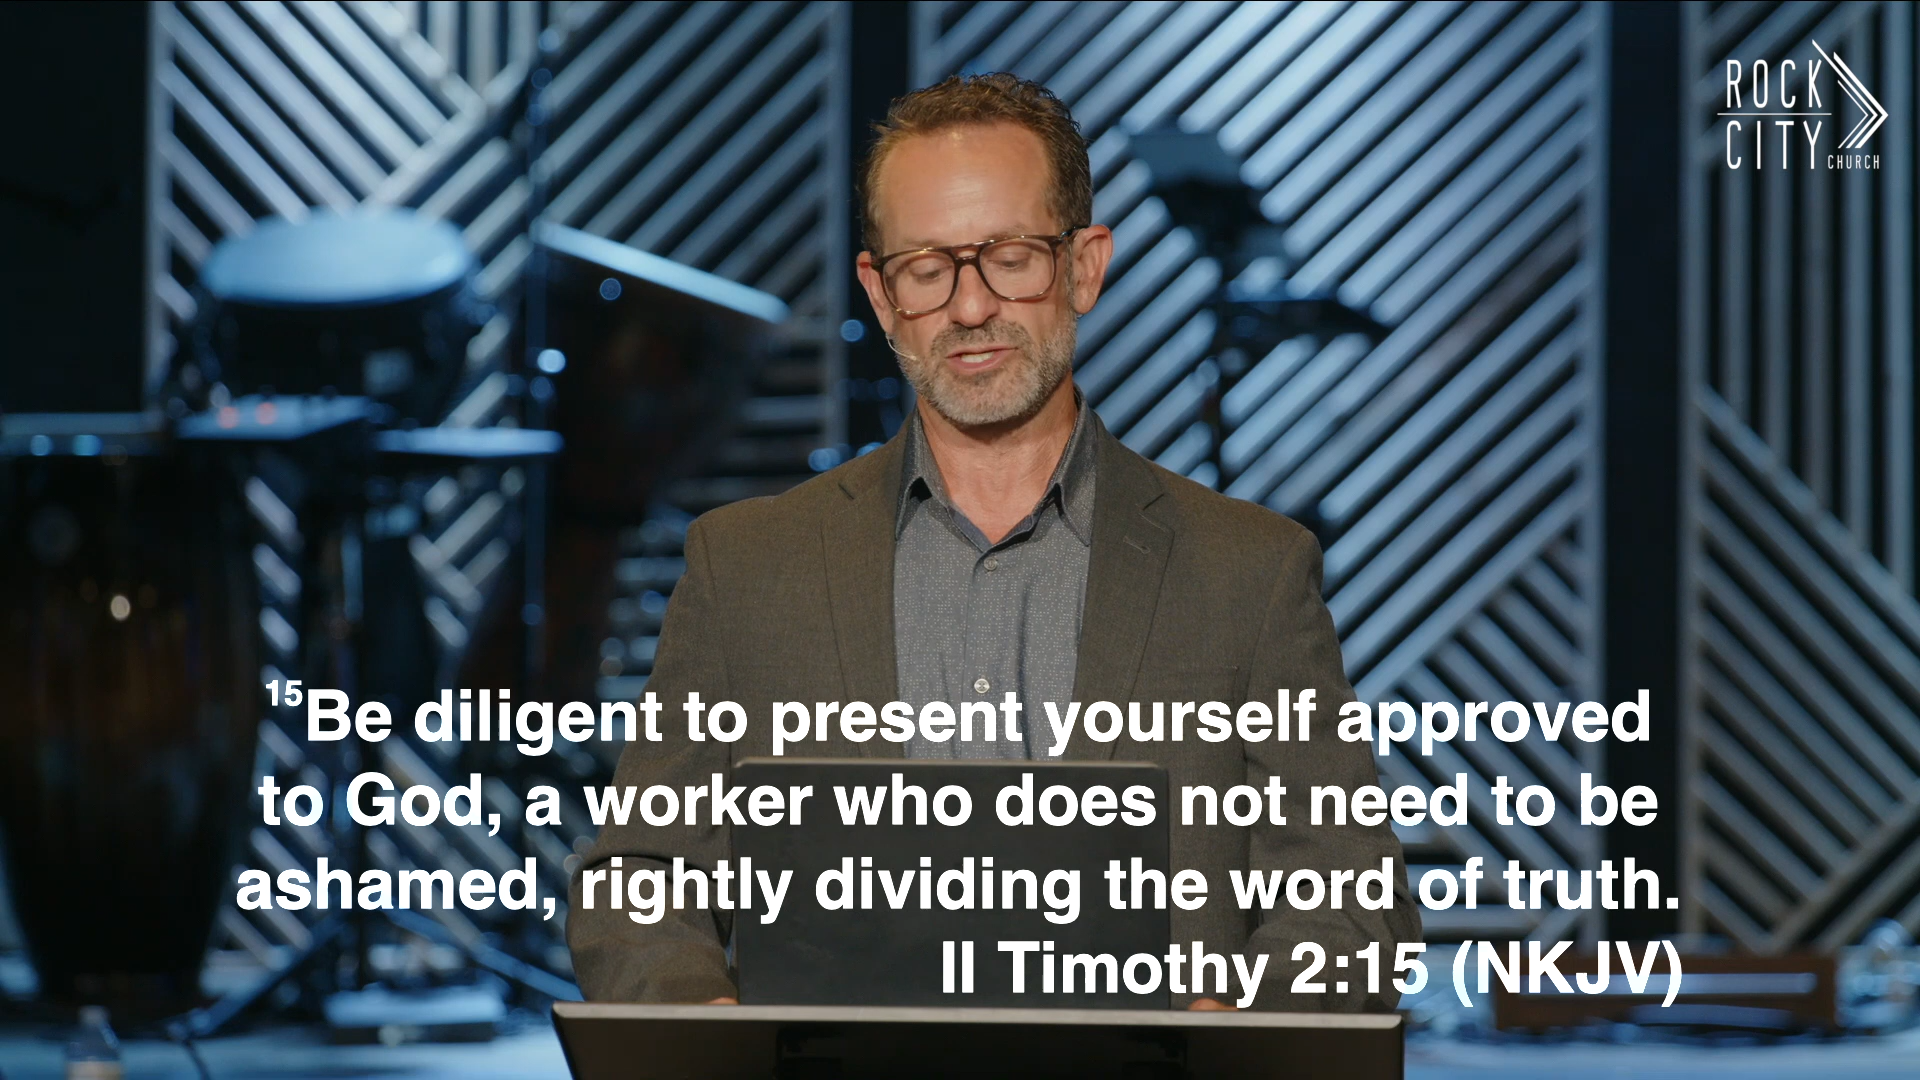 ROCK
CITY
CHURCH
¹⁵Be diligent to present yourself approved
to God, a worker who does not need to be
ashamed, rightly dividing the word of truth.
II Timothy 2:15 (NKJV)